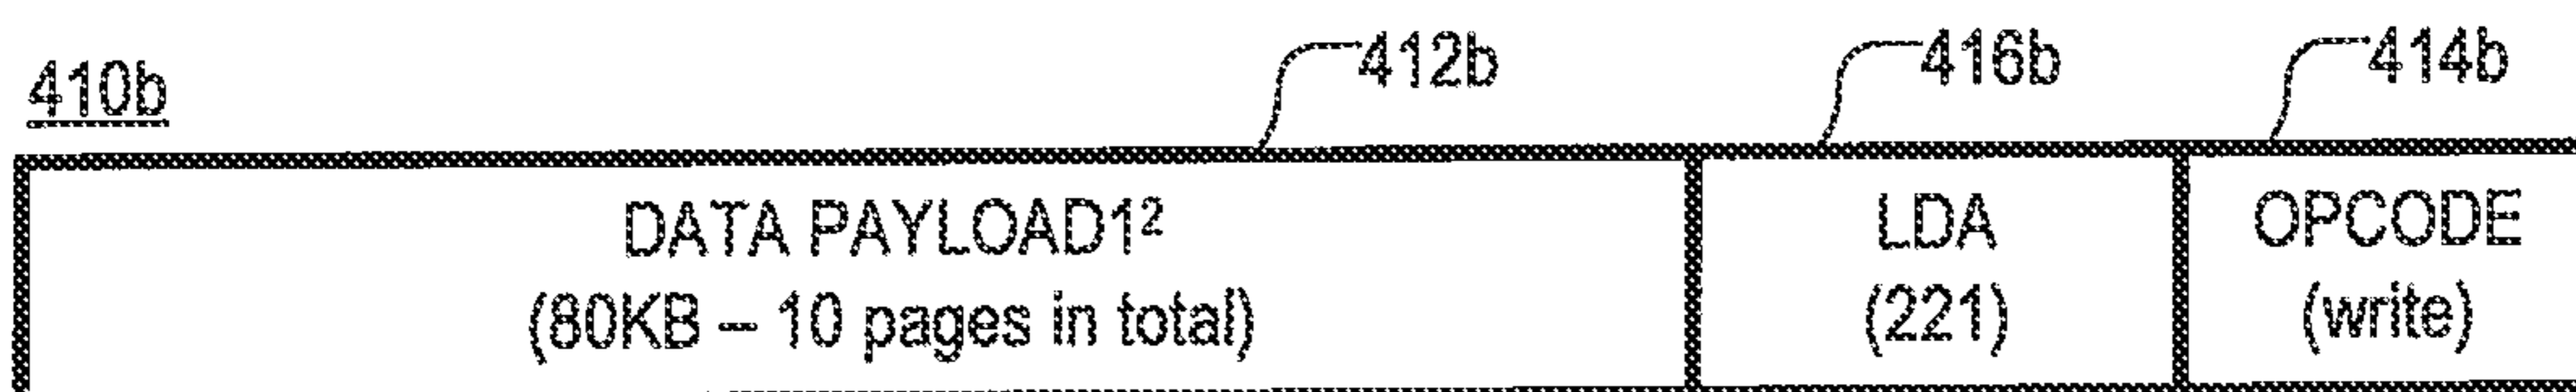 410b
412b
416b
414b
DATA PAYLOAD1²
(80KB – 10 pages in total)
LDA
(221)
OPCODE
(write)